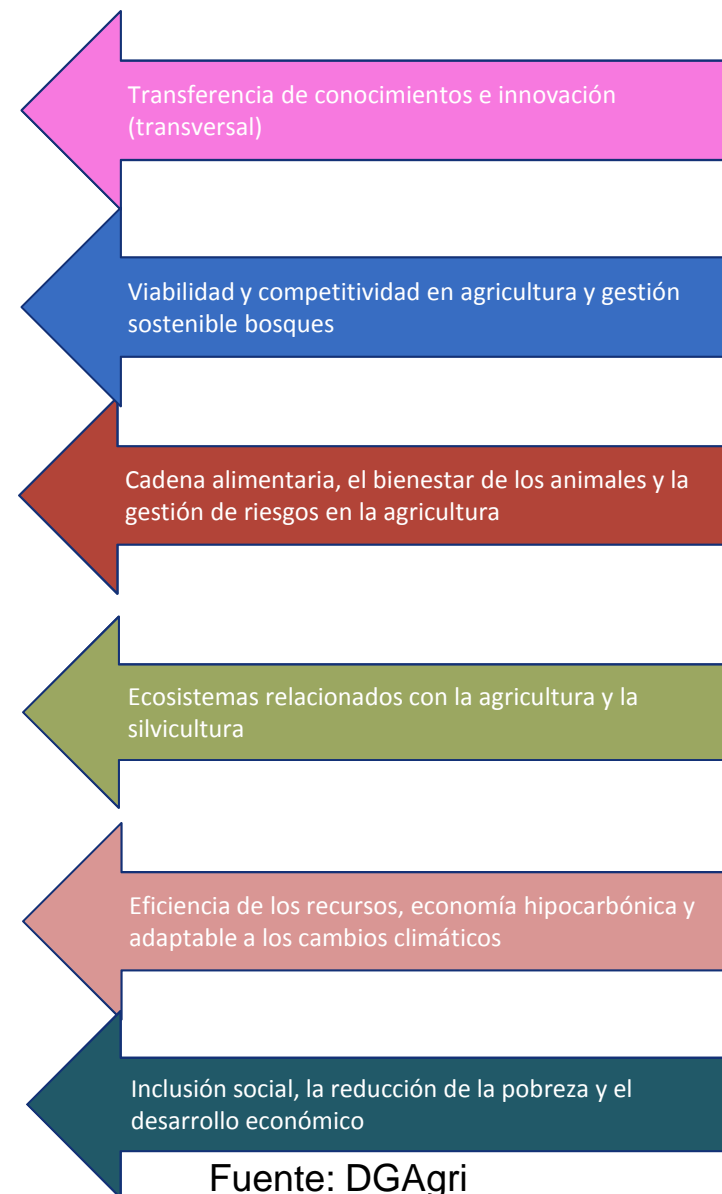 Transferencia de conocimientos e innovación
(transversal)
Viabilidad y competitividad en agricultura y gestión
sostenible bosques
Cadena alimentaria, el bienestar de los animales y la
gestión de riesgos en la agricultura
Ecosistemas relacionados con la agricultura y la
silvicultura
Eficiencia de los recursos, economía hipocarbónica y
adaptable a los cambios climáticos
Inclusión social, la reducción de la pobreza y el
desarrollo económico
Fuente: DGAgri